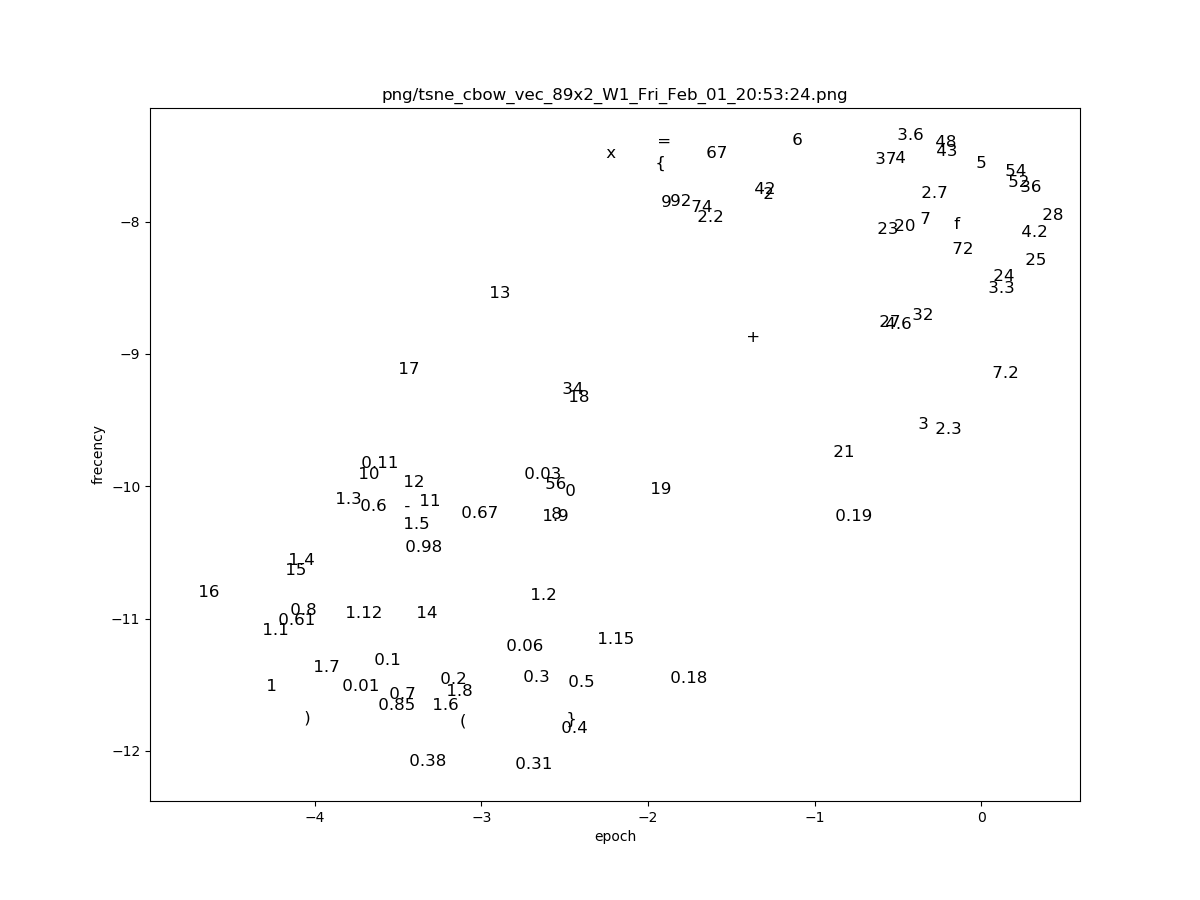 png/tsne_cbow_vec_89x2_W1_Fri_Feb_01_20:53:24.png
3.6
x = 67 6 48
{ 374 43 5
54
52 36
992 74 42 2 2.7
2.2 28
−8 23 20 7 f 4.2
72 25
24
3.3
13
27 4.6 32
+
−9
17 7.2
34
18
3 2.3
21
frecency
0.11
10 12 0.03 56 0 19
−10
1.3 0.6 - 11 0.67 8
1.5 1.9 0.19
0.98
1.4
15
16 1.2
0.8 1.12 14
−11
0.61
1.1 0.06 1.15
1.7 0.1
1 0.01 0.7 0.2 1.8 0.3 0.5 0.18
0.85 1.6
) ( } 0.4
−12
0.38 0.31
−4 −3 −2 −1 0
epoch